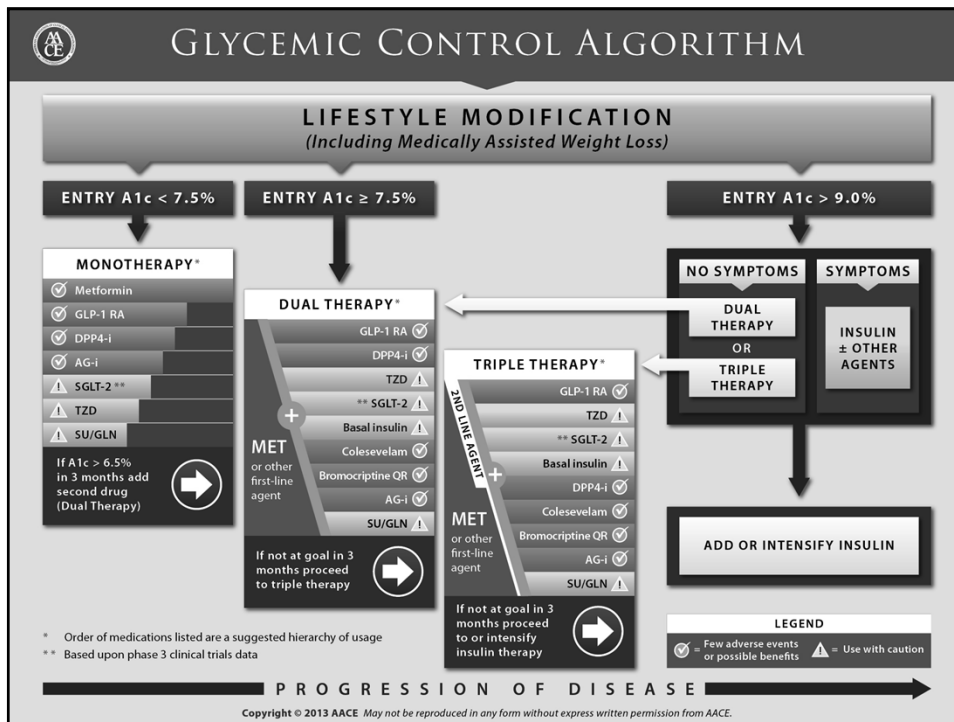 AACE
GLYCEMIC CONTROL ALGORITHM
LIFESTYLE MODIFICATION
(Including Medically Assisted Weight Loss)
ENTRY A1c < 7.5%
ENTRY A1c ≥ 7.5%
ENTRY A1c > 9.0%
MONOTHERAPY*
Metformin
GLP-1 RA
DPP4-i
AG-i
SGLT-2 **
TZD
SU/GLN
If A1c > 6.5%
in 3 months add
second drug
(Dual Therapy)
DUAL THERAPY*
GLP-1 RA
DPP4-i
TZD
** SGLT-2
Basal insulin
Colesevelam
Bromocriptine QR
AG-i
SU/GLN
+
MET
or other
first-line
agent
If not at goal in 3
months proceed
to triple therapy
TRIPLE THERAPY*
GLP-1 RA
TZD
** SGLT-2
Basal insulin
DPP4-i
Colesevelam
Bromocriptine QR
AG-i
SU/GLN
2ND LINE AGENT
+
MET
or other
first-line
agent
If not at goal in 3
months proceed
to or intensify
insulin therapy
NO SYMPTOMS
DUAL
THERAPY
OR
TRIPLE
THERAPY
SYMPTOMS
INSULIN
± OTHER
AGENTS
ADD OR INTENSIFY INSULIN
LEGEND
= Few adverse events
or possible benefits
= Use with caution
* Order of medications listed are a suggested hierarchy of usage
** Based upon phase 3 clinical trials data
PROGRESSION OF DISEASE
Copyright © 2013 AACE May not be reproduced in any form without express written permission from AACE.